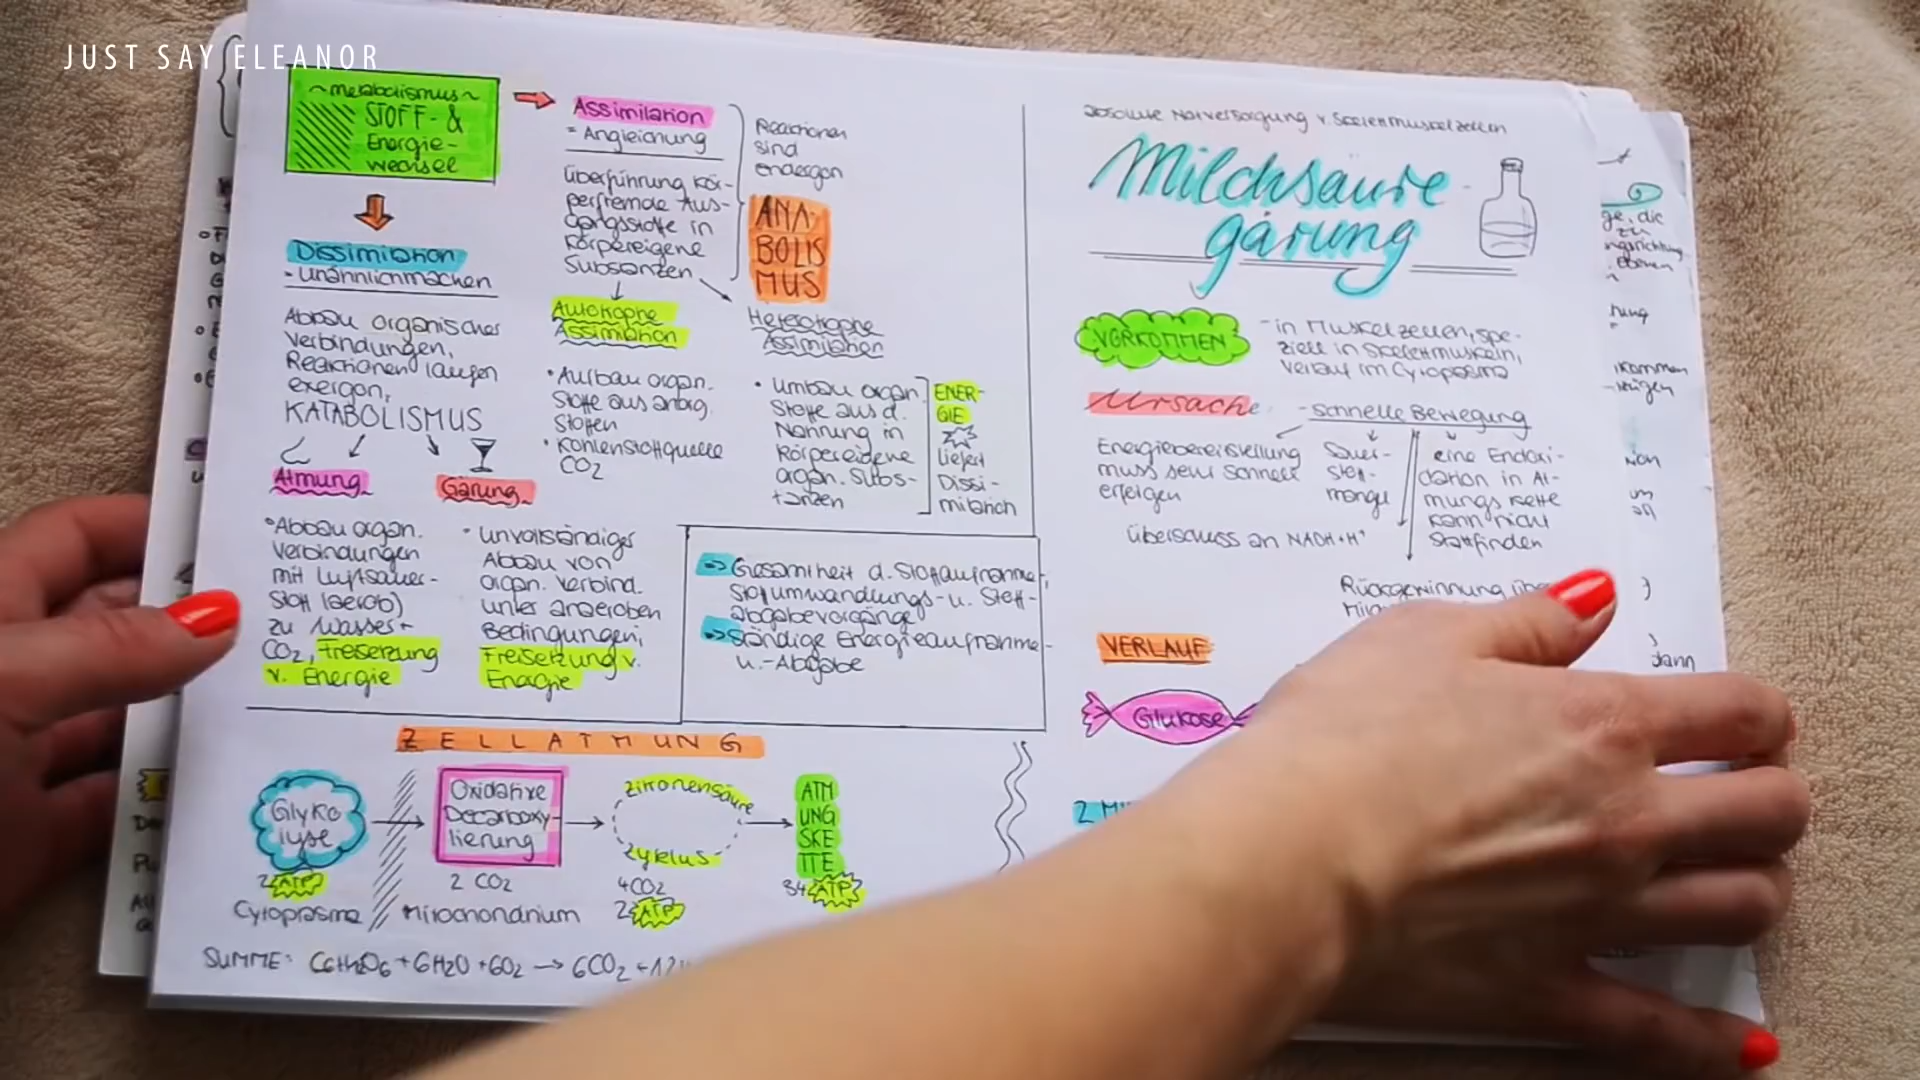 JUST SAY ELEANOR
~metabolismus~
STOFF- &
Energie-
wechsel
Assimilation
= Angleichung
überführung kör-
perfremde Aus-
gangsstoffe in
körpereigene
Substanzen
Reaktionen
sind
endergon
ANA-
BOLIS
MUS
Dissimilation
- unähnlichmachen
Abbau organischer
Verbindungen,
Reaktionen laufen
exergon,
KATABOLISMUS
Autotrophe
Assimilation
• Aufbau organ.
Stoffe aus anorg.
Stoffen
• Kohlenstoffquelle
CO2
Heterotrophe
Assimilation
• Umbau organ.
Stoffe aus d.
Nahrung in
körpereigene
organ. Subs-
tanzen
ENER-
GIE
liefert
Dissi-
milation
Atmung
• Abbau organ.
Verbindungen
mit Luftsauer-
stoff (aerob)
zu Wasser +
CO2, Freisetzung
v. Energie
Gärung
• unvollständiger
Abbau von
organ. Verbind.
unter anaeroben
Bedingungen,
Freisetzung v.
Energie
=> Gesamtheit d. Stoffaufnahme-,
Stoffumwandlungs- u. Stoff-
abgabevorgänge
=> Ständige Energieaufnahme-
u.-Abgabe
ZELLATMUNG
Glyko
lyse
2 ATP
Cytoplasma
Oxidative
Decarboxy-
lierung
2 CO2
Mitochondrium
Zitronensäure
zyklus
4CO2
2 ATP
ATM
UNG
SKE
TTE
34 ATP
SUMME: C6H12O6 + 6H2O + 6O2 → 6CO2 + 12
absolute Notversorgung v. Skelettmuskelzellen
Milchsäure
gärung
VORKOMMEN
- in Muskelzellen, spe-
ziell in Skelettmuskeln,
Verlauf im Cytoplasma
Ursache
- schnelle Bewegung
Energiebereitstellung
muss sehr schnell
erfolgen
Sauer-
stoff-
mangel
eine Endoxi-
dation in At-
mungskette
kann nicht
stattfinden
Überschuss an NADH+H+
Rückgewinnung über
VERLAUF
Glukose
2